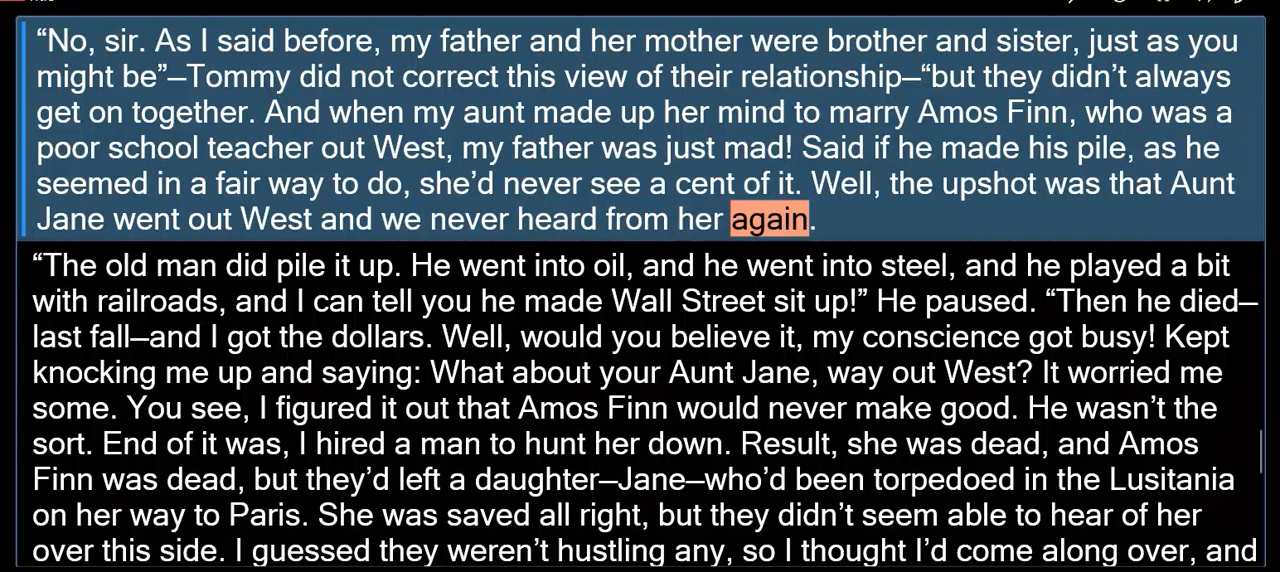 “No, sir. As I said before, my father and her mother were brother and sister, just as you
might be”—Tommy did not correct this view of their relationship—“but they didn’t always
get on together. And when my aunt made up her mind to marry Amos Finn, who was a
poor school teacher out West, my father was just mad! Said if he made his pile, as he
seemed in a fair way to do, she’d never see a cent of it. Well, the upshot was that Aunt
Jane went out West and we never heard from her again.
“The old man did pile it up. He went into oil, and he went into steel, and he played a bit
with railroads, and I can tell you he made Wall Street sit up!” He paused. “Then he died—
last fall—and I got the dollars. Well, would you believe it, my conscience got busy! Kept
knocking me up and saying: What about your Aunt Jane, way out West? It worried me
some. You see, I figured it out that Amos Finn would never make good. He wasn’t the
sort. End of it was, I hired a man to hunt her down. Result, she was dead, and Amos
Finn was dead, but they’d left a daughter—Jane—who’d been torpedoed in the Lusitania
on her way to Paris. She was saved all right, but they didn’t seem able to hear of her
over this side. I guessed they weren’t hustling any, so I thought I’d come along over, and